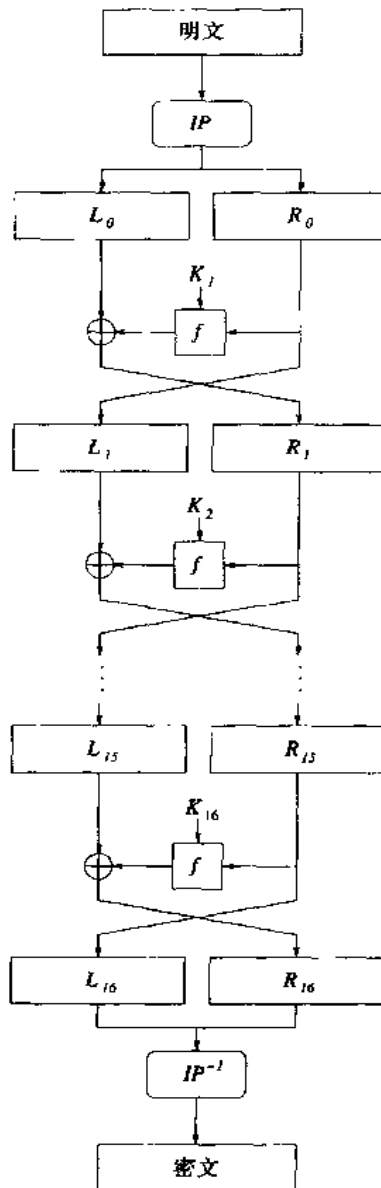 明文
IP
L₀ R₀
K₁
f
L₁ R₁
K₂
f
L₁₅ R₁₅
K₁₆
f
L₁₆ R₁₆
IP⁻¹
密文